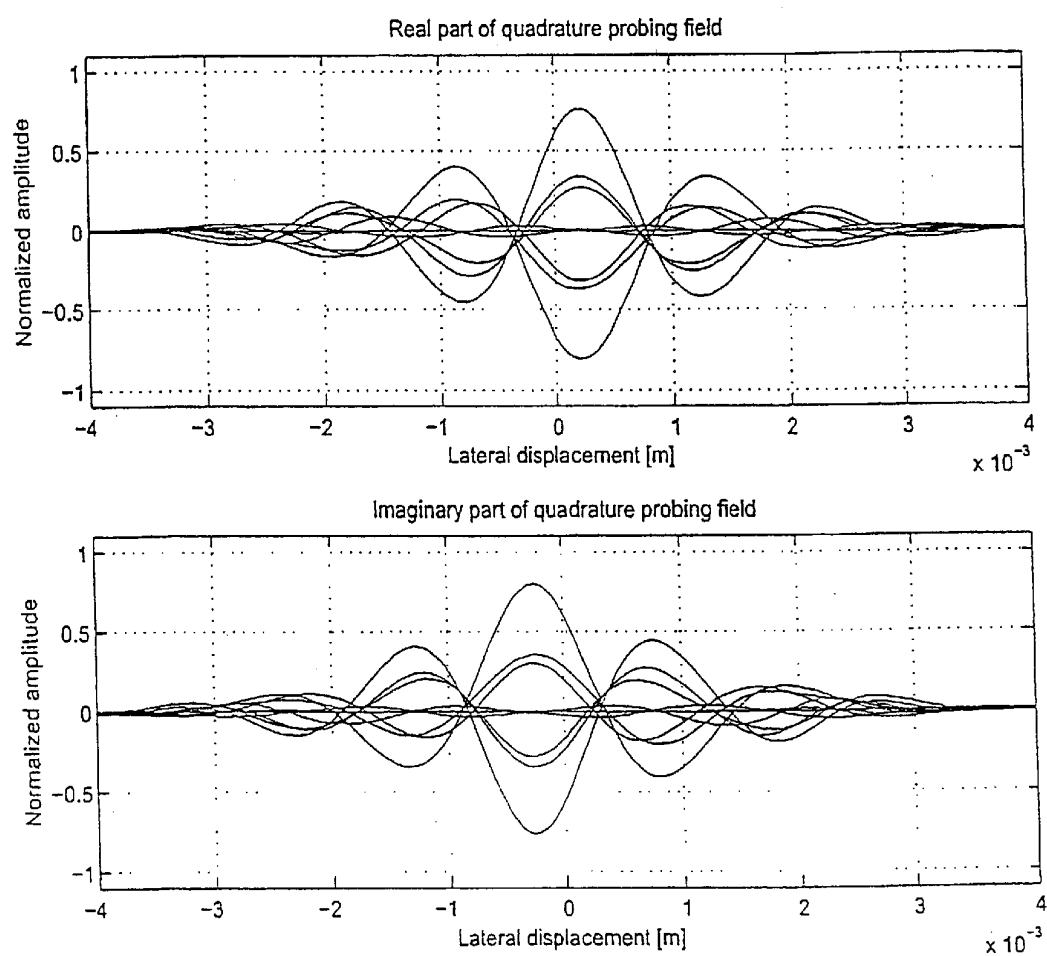 Real part of quadrature probing field
Normalized amplitude
1
0.5
0
−0.5
−1
−4 −3 −2 −1 0 1 2 3 4
Lateral displacement [m]
x 10⁻³
Imaginary part of quadrature probing field
Normalized amplitude
1
0.5
0
−0.5
−1
−4 −3 −2 −1 0 1 2 3 4
Lateral displacement [m]
x 10⁻³